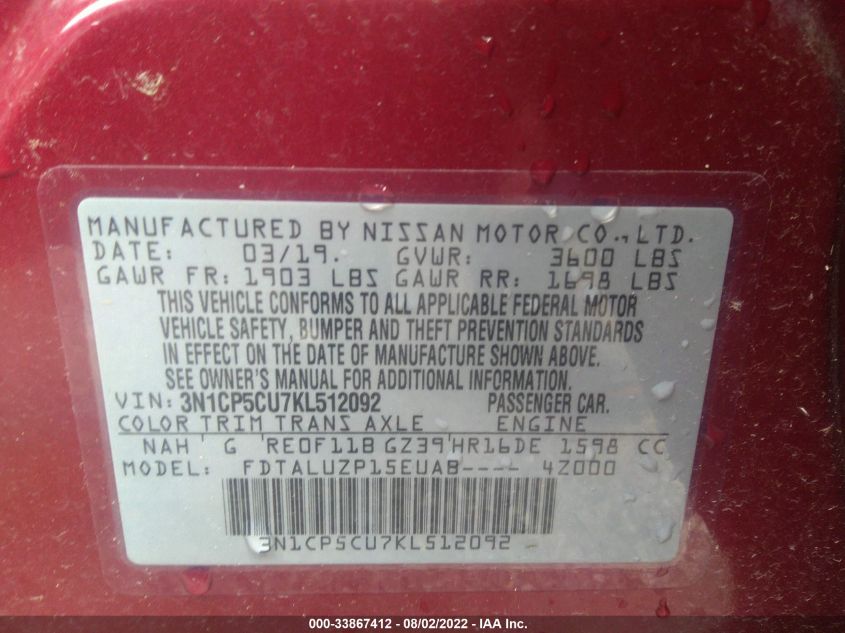 MANUFACTURED BY NISSAN MOTOR CO., LTD.
DATE: 03/19. GVWR: 3600 LBS
GAWR FR: 1903 LBS GAWR RR: 1698 LBS
THIS VEHICLE CONFORMS TO ALL APPLICABLE FEDERAL MOTOR
VEHICLE SAFETY, BUMPER AND THEFT PREVENTION STANDARDS
IN EFFECT ON THE DATE OF MANUFACTURE SHOWN ABOVE.
SEE OWNER'S MANUAL FOR ADDITIONAL INFORMATION.
VIN: 3N1CP5CU7KL512092 PASSENGER CAR.
COLOR TRIM TRANS AXLE ENGINE
NAH G RE0F11B GZ39 HR16DE 1598 CC
MODEL: FDTALUZP15EUAB---- 4Z000
3N1CP5CU7KL512092
000-33867412 - 08/02/2022 - IAA Inc.